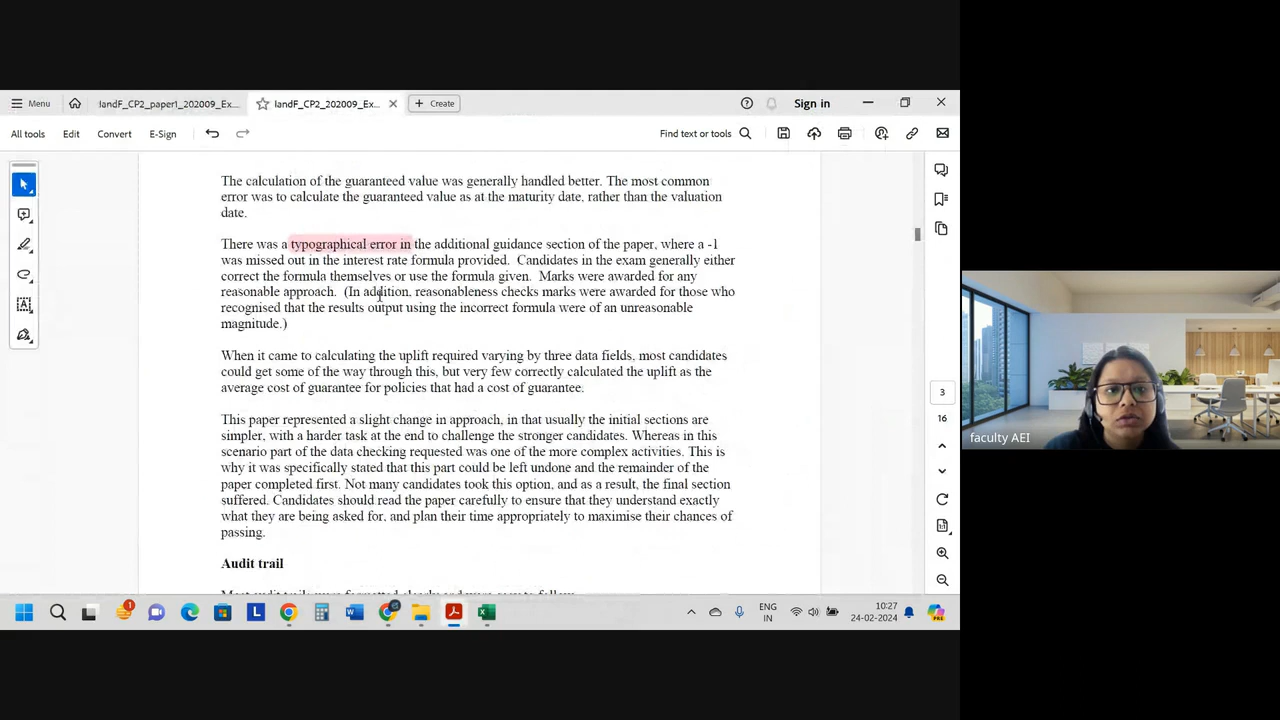 Menu
landF_CP2_paper1_202009_Ex...
landF_CP2_202009_Ex...
Create
Sign in
All tools
Edit
Convert
E-Sign
Find text or tools
The calculation of the guaranteed value was generally handled better. The most common
error was to calculate the guaranteed value as at the maturity date, rather than the valuation
date.
There was a typographical error in the additional guidance section of the paper, where a -1
was missed out in the interest rate formula provided. Candidates in the exam generally either
correct the formula themselves or use the formula given. Marks were awarded for any
reasonable approach. (In addition, reasonableness checks marks were awarded for those who
recognised that the results output using the incorrect formula were of an unreasonable
magnitude.)
When it came to calculating the uplift required varying by three data fields, most candidates
could get some of the way through this, but very few correctly calculated the uplift as the
average cost of guarantee for policies that had a cost of guarantee.
This paper represented a slight change in approach, in that usually the initial sections are
simpler, with a harder task at the end to challenge the stronger candidates. Whereas in this
scenario part of the data checking requested was one of the more complex activities. This is
why it was specifically stated that this part could be left undone and the remainder of the
paper completed first. Not many candidates took this option, and as a result, the final section
suffered. Candidates should read the paper carefully to ensure that they understand exactly
what they are being asked for, and plan their time appropriately to maximise their chances of
passing.
Audit trail
3
16
faculty AEI
ENG
IN
10:27
24-02-2024